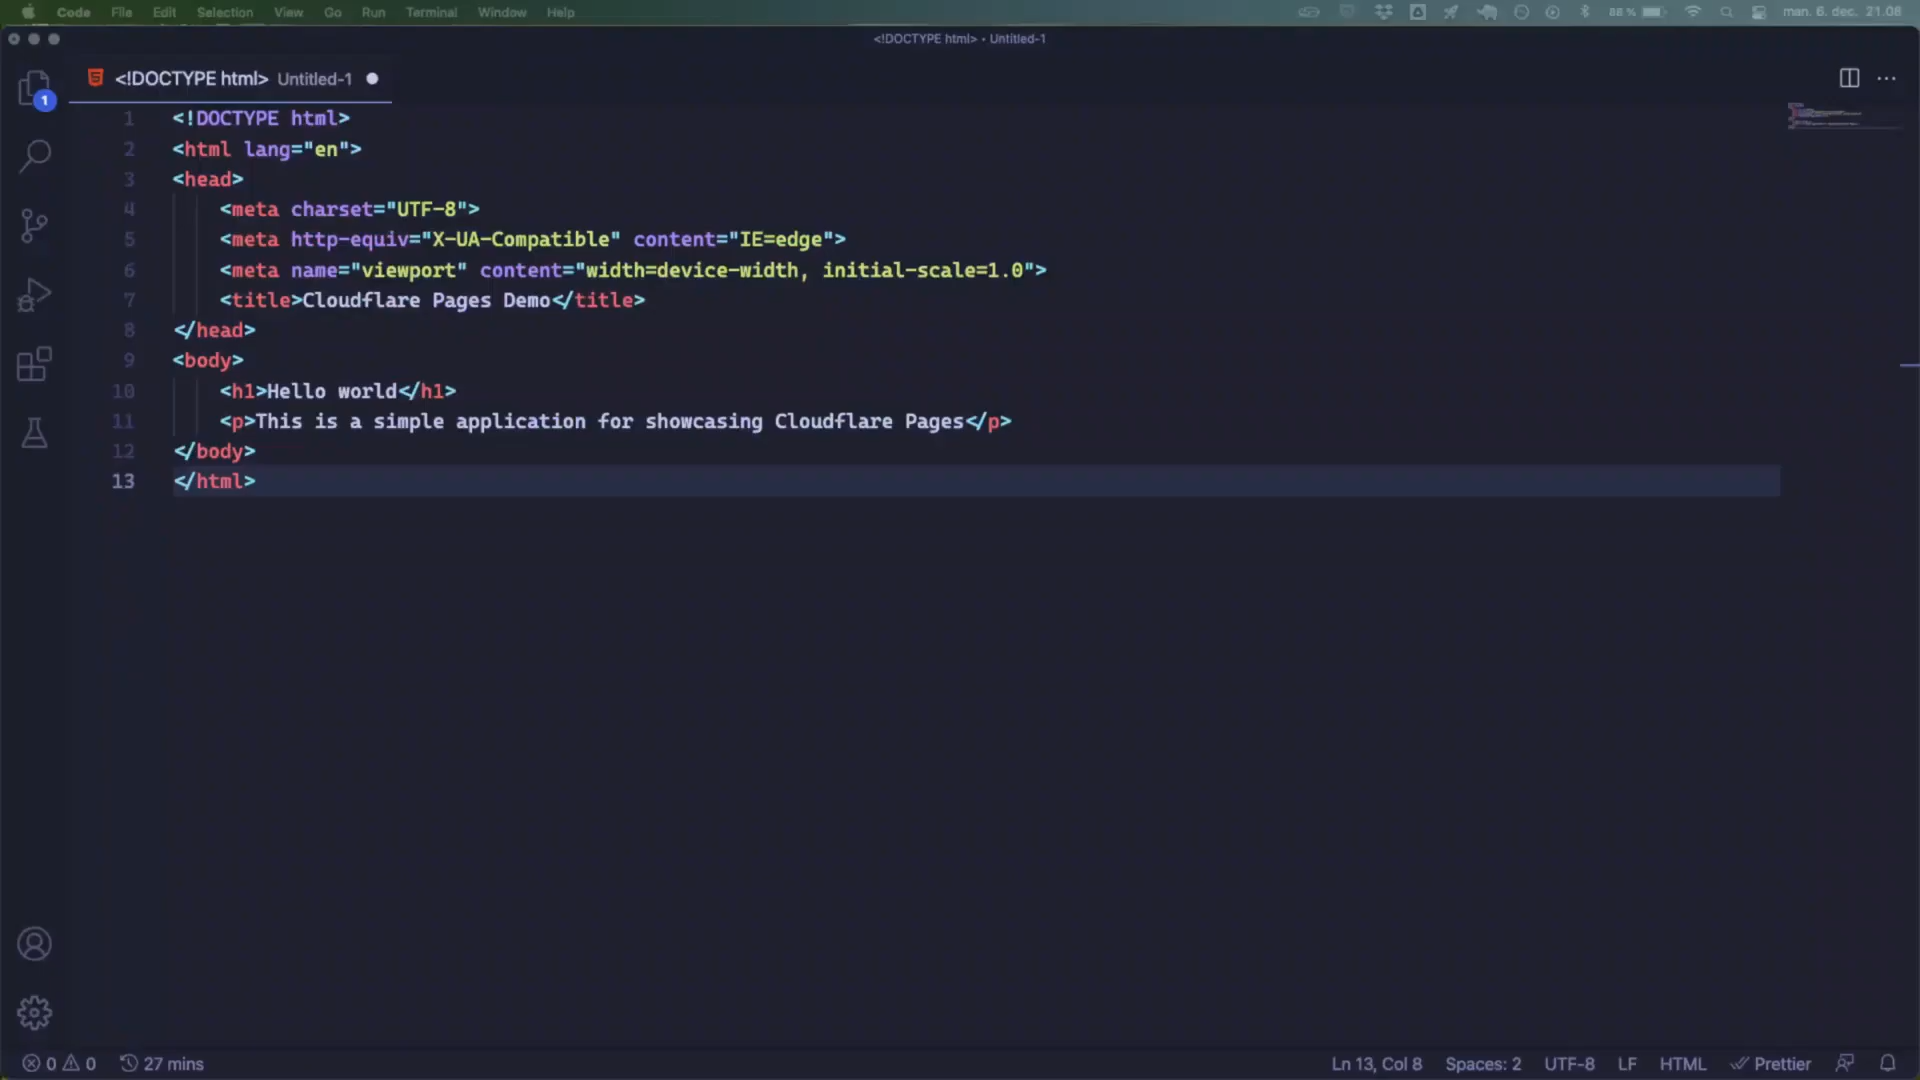 Code File Edit Selection View Go Run Terminal Window Help 86 % man. 6. dec. 21.08
<!DOCTYPE html> • Untitled-1
<!DOCTYPE html> Untitled-1
1
1 <!DOCTYPE html>
2 <html lang="en">
3 <head>
4 <meta charset="UTF-8">
5 <meta http-equiv="X-UA-Compatible" content="IE=edge">
6 <meta name="viewport" content="width=device-width, initial-scale=1.0">
7 <title>Cloudflare Pages Demo</title>
8 </head>
9 <body>
10 <h1>Hello world</h1>
11 <p>This is a simple application for showcasing Cloudflare Pages</p>
12 </body>
13 </html>
0 0 27 mins Ln 13, Col 8 Spaces: 2 UTF-8 LF HTML Prettier